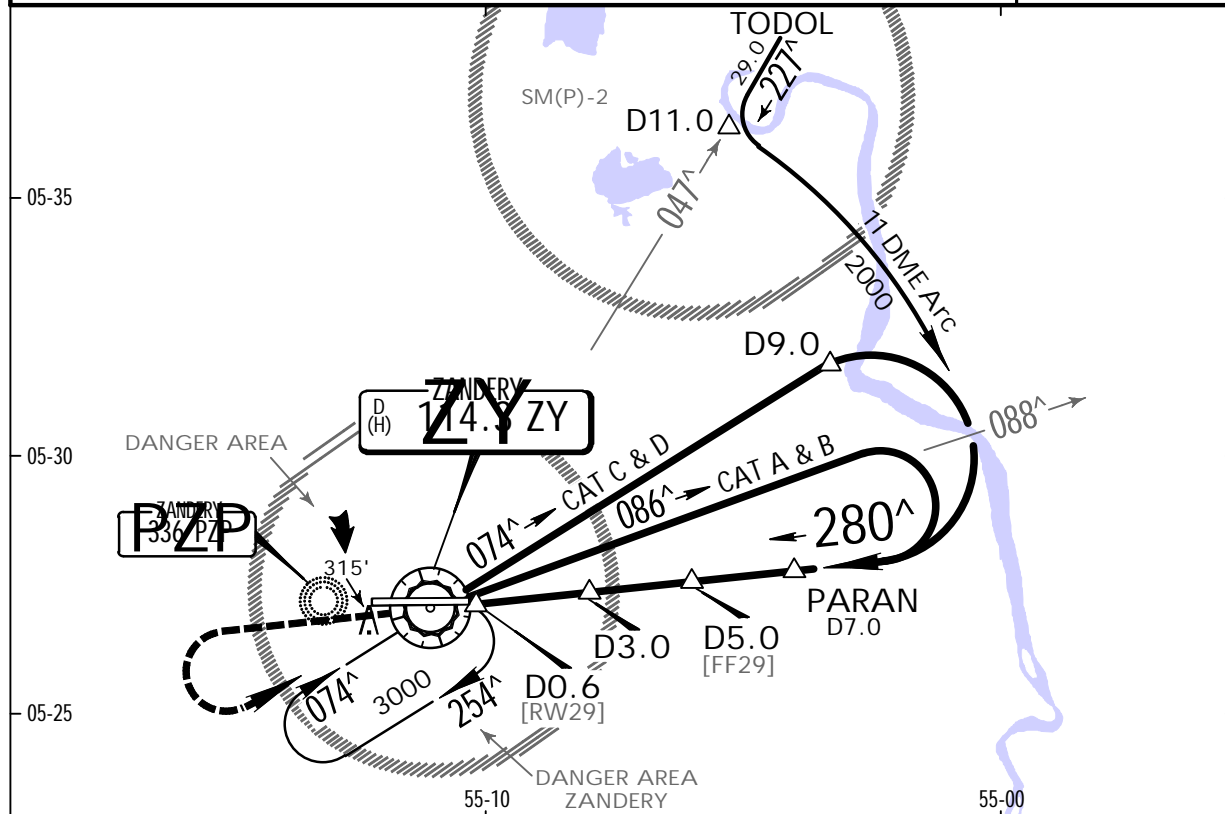 TODOL
29.0
227^
SM(P)-2
D11.0
047^
05-35
11 DME Arc
2000
D9.0
ZANDERY
D
(H)
114.3 ZY
ZY
088^
DANGER AREA
CAT C & D
CAT A & B
05-30
074^
086^
280^
ZANDERY
336 PZP
PZP
315'
PARAN
D7.0
D5.0
[FF29]
D3.0
D0.6
[RW29]
074^
3000
254^
05-25
DANGER AREA
ZANDERY
55-10
55-00